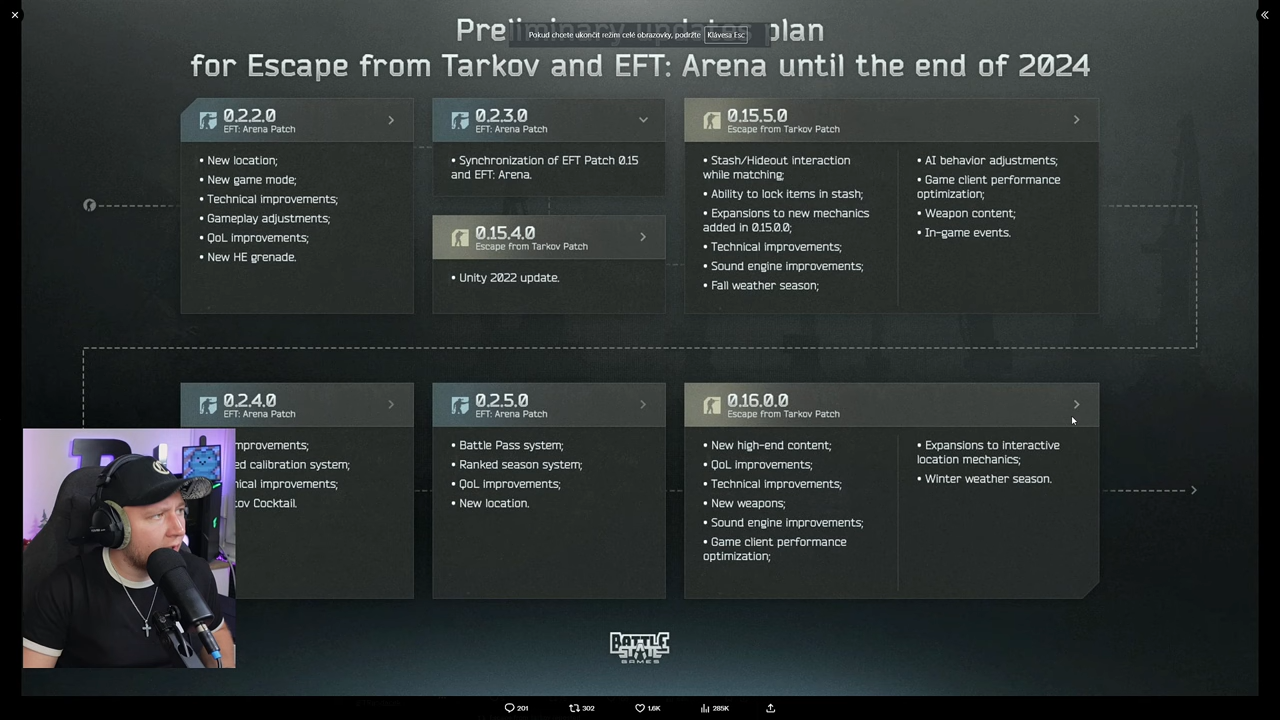 Preliminary updates plan
Pokud chcete ukončit režim celé obrazovky, podržte Klávesa Esc
for Escape from Tarkov and EFT: Arena until the end of 2024
0.2.2.0
EFT: Arena Patch
• New location;
• New game mode;
• Technical improvements;
• Gameplay adjustments;
• QoL improvements;
• New HE grenade.
0.2.3.0
EFT: Arena Patch
• Synchronization of EFT Patch 0.15
and EFT: Arena.
0.15.4.0
Escape from Tarkov Patch
• Unity 2022 update.
0.15.5.0
Escape from Tarkov Patch
• Stash/Hideout interaction
while matching;
• Ability to lock items in stash;
• Expansions to new mechanics
added in 0.15.0.0;
• Technical improvements;
• Sound engine improvements;
• Fall weather season;
• AI behavior adjustments;
• Game client performance
optimization;
• Weapon content;
• In-game events.
0.2.4.0
EFT: Arena Patch
mprovements;
ed calibration system;
nical improvements;
ov Cocktail.
0.2.5.0
EFT: Arena Patch
• Battle Pass system;
• Ranked season system;
• QoL improvements;
• New location.
0.16.0.0
Escape from Tarkov Patch
• New high-end content;
• QoL improvements;
• Technical improvements;
• New weapons;
• Sound engine improvements;
• Game client performance
optimization;
• Expansions to interactive
location mechanics;
• Winter weather season.
BATTLE
STATE
GAMES
201
302
1.6K
285K